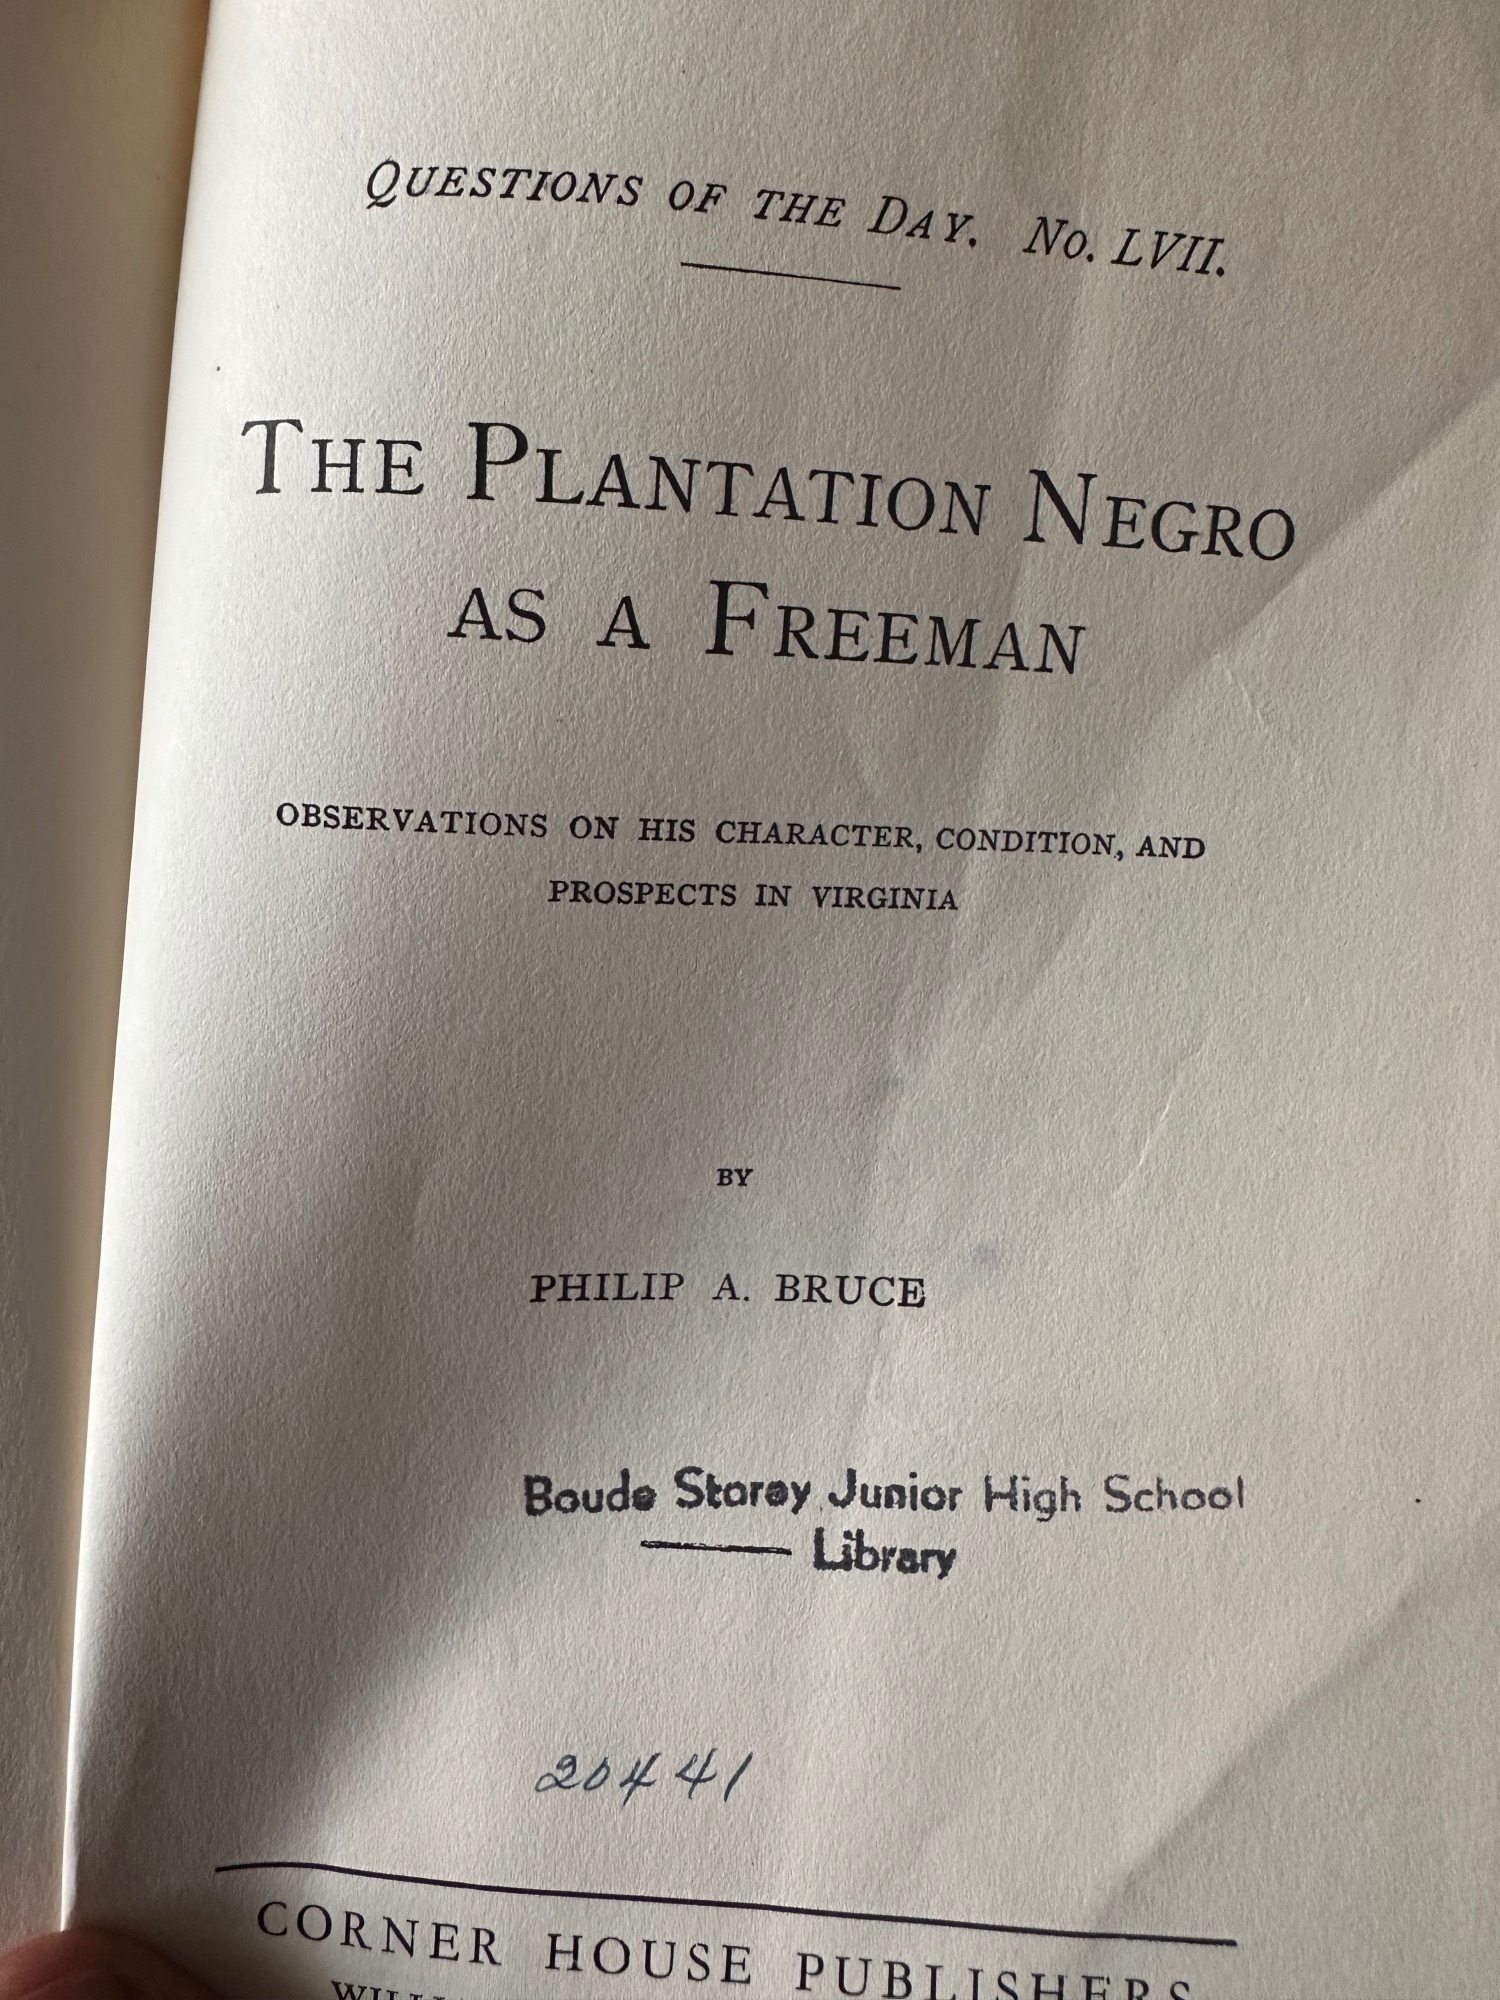 QUESTIONS OF THE DAY. No. LVII.
THE PLANTATION NEGRO
AS A FREEMAN
OBSERVATIONS ON HIS CHARACTER, CONDITION, AND
PROSPECTS IN VIRGINIA
BY
PHILIP A. BRUCE
Boude Storey Junior High School
Library
20441
CORNER HOUSE PUBLISHERS